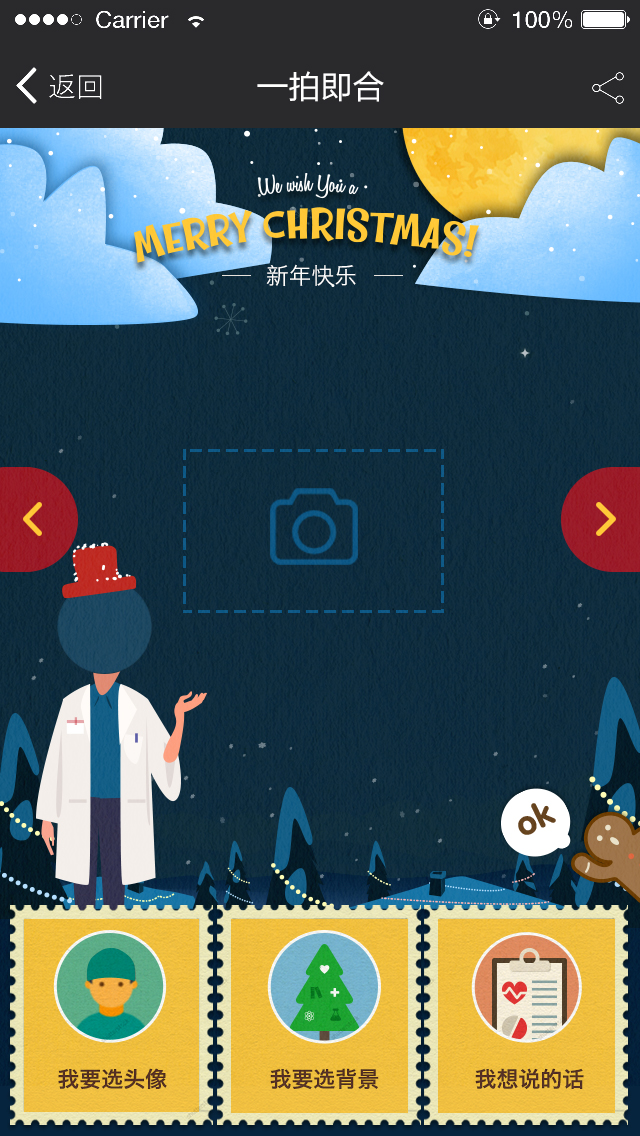 Carrier 100%
返回 一拍即合
We wish You a
MERRY CHRISTMAS!
新年快乐
ok
我要选头像 我要选背景 我想说的话